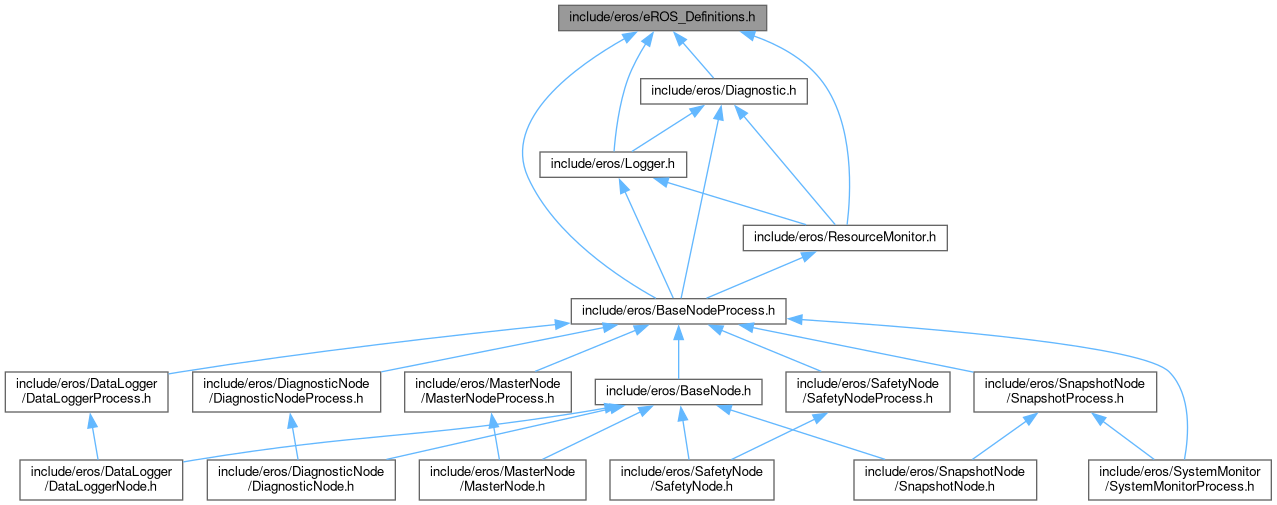 include/eros/eROS_Definitions.h
include/eros/Diagnostic.h
include/eros/Logger.h
include/eros/ResourceMonitor.h
include/eros/BaseNodeProcess.h
include/eros/DataLogger
/DataLoggerProcess.h
include/eros/DiagnosticNode
/DiagnosticNodeProcess.h
include/eros/MasterNode
/MasterNodeProcess.h
include/eros/BaseNode.h
include/eros/SafetyNode
/SafetyNodeProcess.h
include/eros/SnapshotNode
/SnapshotProcess.h
include/eros/DataLogger
/DataLoggerNode.h
include/eros/DiagnosticNode
/DiagnosticNode.h
include/eros/MasterNode
/MasterNode.h
include/eros/SafetyNode
/SafetyNode.h
include/eros/SnapshotNode
/SnapshotNode.h
include/eros/SystemMonitor
/SystemMonitorProcess.h